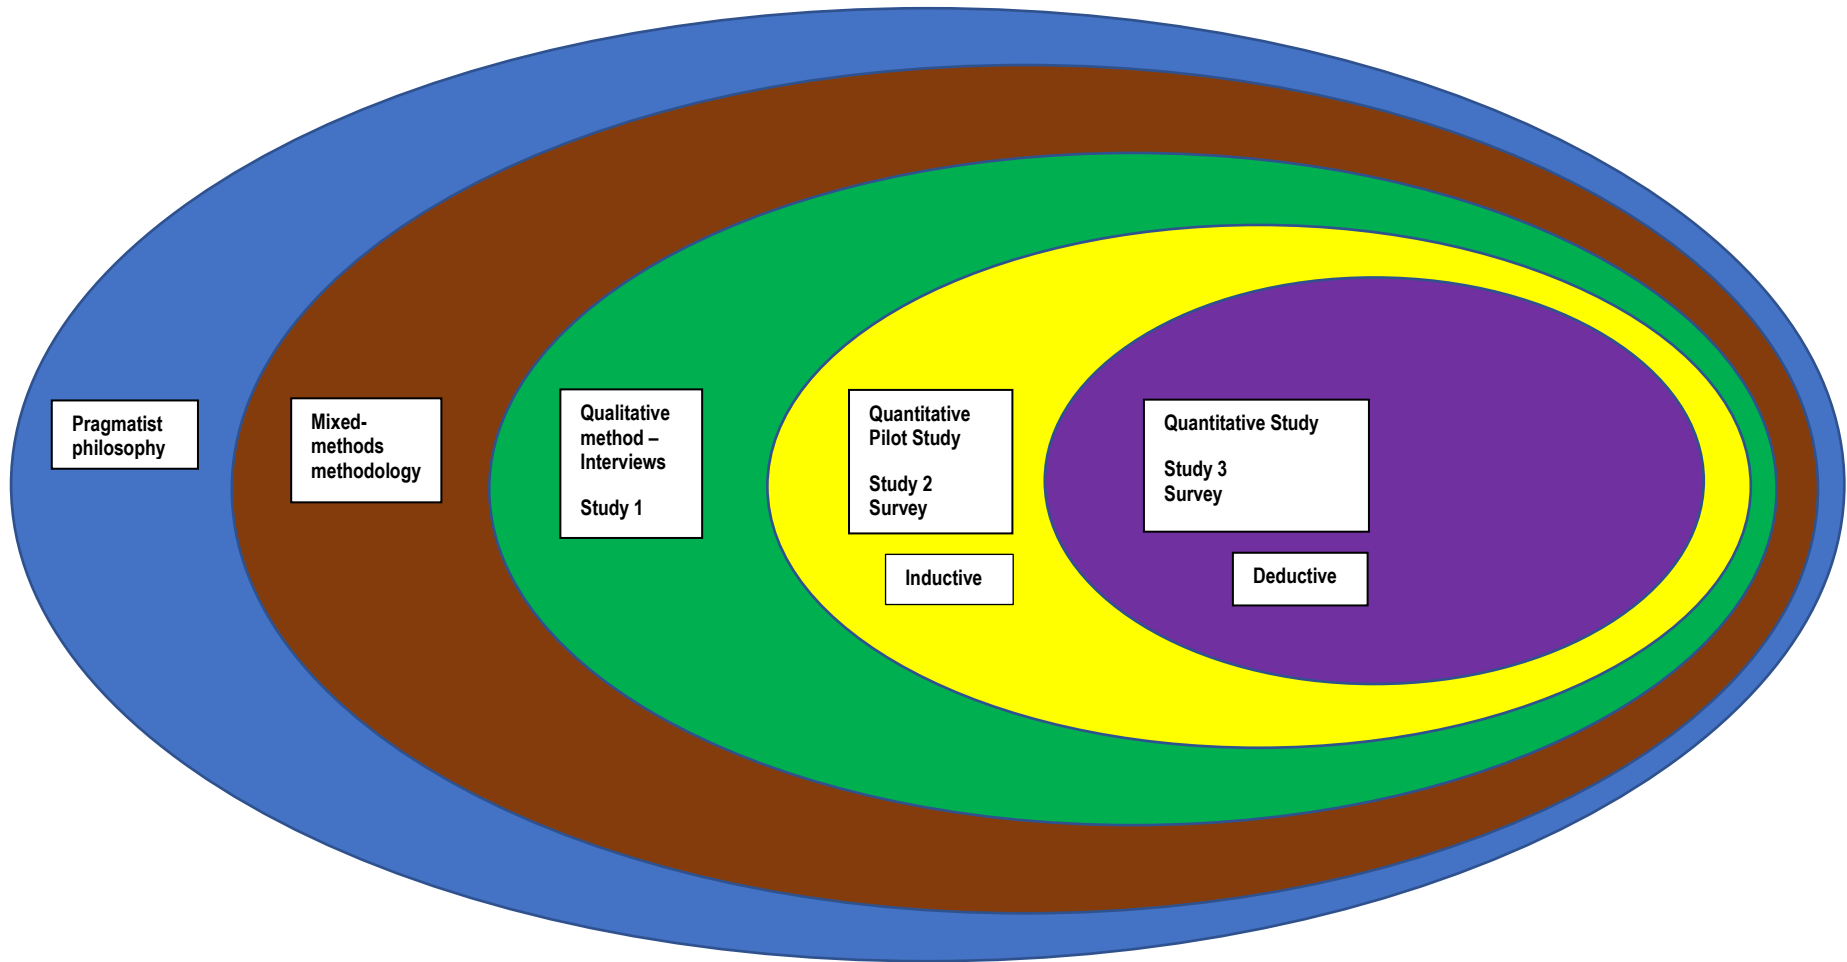 Pragmatist
philosophy
Mixed-
methods
methodology
Qualitative
method –
Interviews
Study 1
Quantitative
Pilot Study
Study 2
Survey
Inductive
Quantitative Study
Study 3
Survey
Deductive